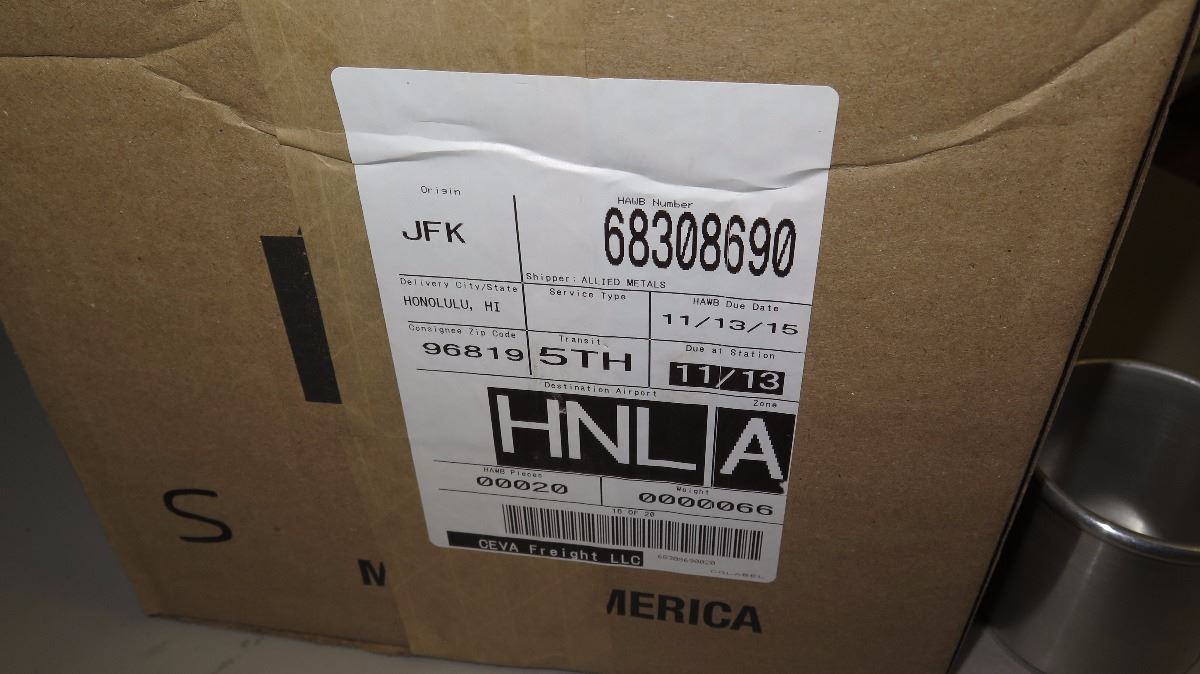 Origin
JFK
HAWB Number
68308690
Shipper: ALLIED METALS
Delivery City/State
HONOLULU, HI
Service Type
HAWB Due Date
11/13/15
Consignee Zip Code
96819
Transit
5TH
Due at Station
11/13
Destination Airport
HNL
Zone
A
HAWB Pieces
00020
Weight
0000066
16 OF 20
CEVA Freight LLC
S
M
MERICA